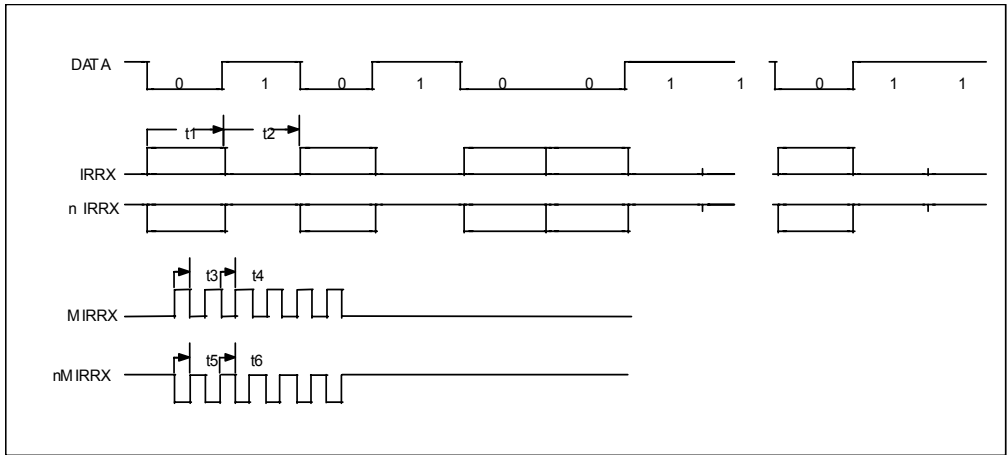 DATA
0 1 0 1 0 0 1 1 0 1 1
t1 t2
IRRX
n IRRX
t3 t4
MIRRX
t5 t6
nMIRRX